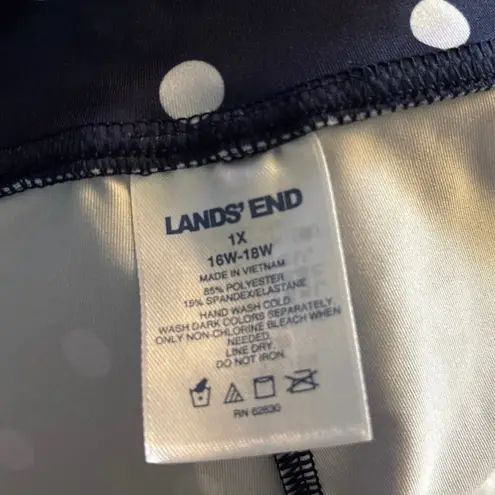 LANDS' END
1X
16W-18W
MADE IN VIETNAM
85% POLYESTER
15% SPANDEX/ELASTANE
HAND WASH COLD.
WASH DARK COLORS SEPARATELY.
ONLY NON-CHLORINE BLEACH WHEN
NEEDED.
LINE DRY.
DO NOT IRON.
RN 62830